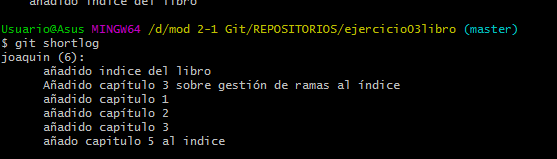 añadido indice del libro
Usuario@Asus MINGW64 /d/mod 2-1 Git/REPOSITORIOS/ejercicio03libro (master)
$ git shortlog
joaquin (6):
añadido indice del libro
Añadido capítulo 3 sobre gestión de ramas al índice
añadido capitulo 1
añadido capitulo 2
añadido capitulo 3
añado capitulo 5 al indice